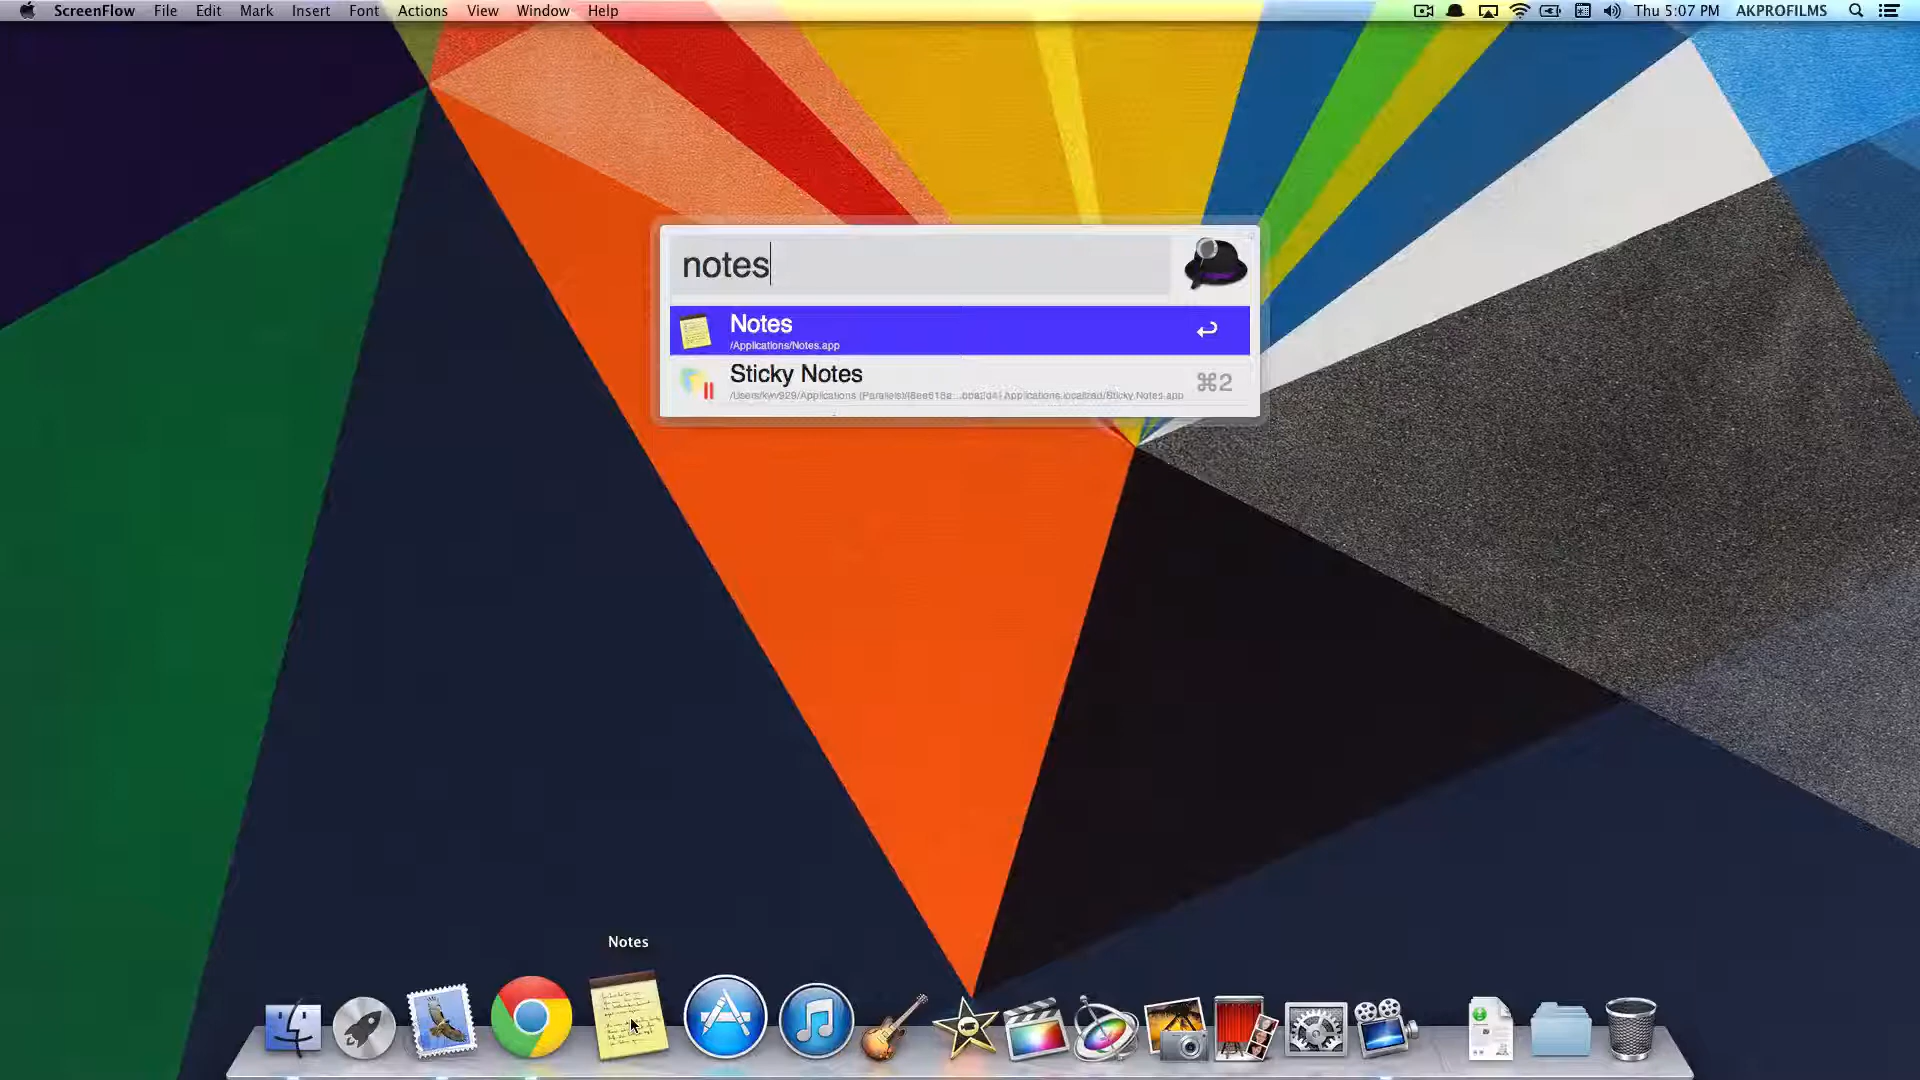 ScreenFlow File Edit Mark Insert Font Actions View Window Help Thu 5:07 PM AKPROFILMS
notes
Notes
/Applications/Notes.app
Sticky Notes
⌘2
Notes